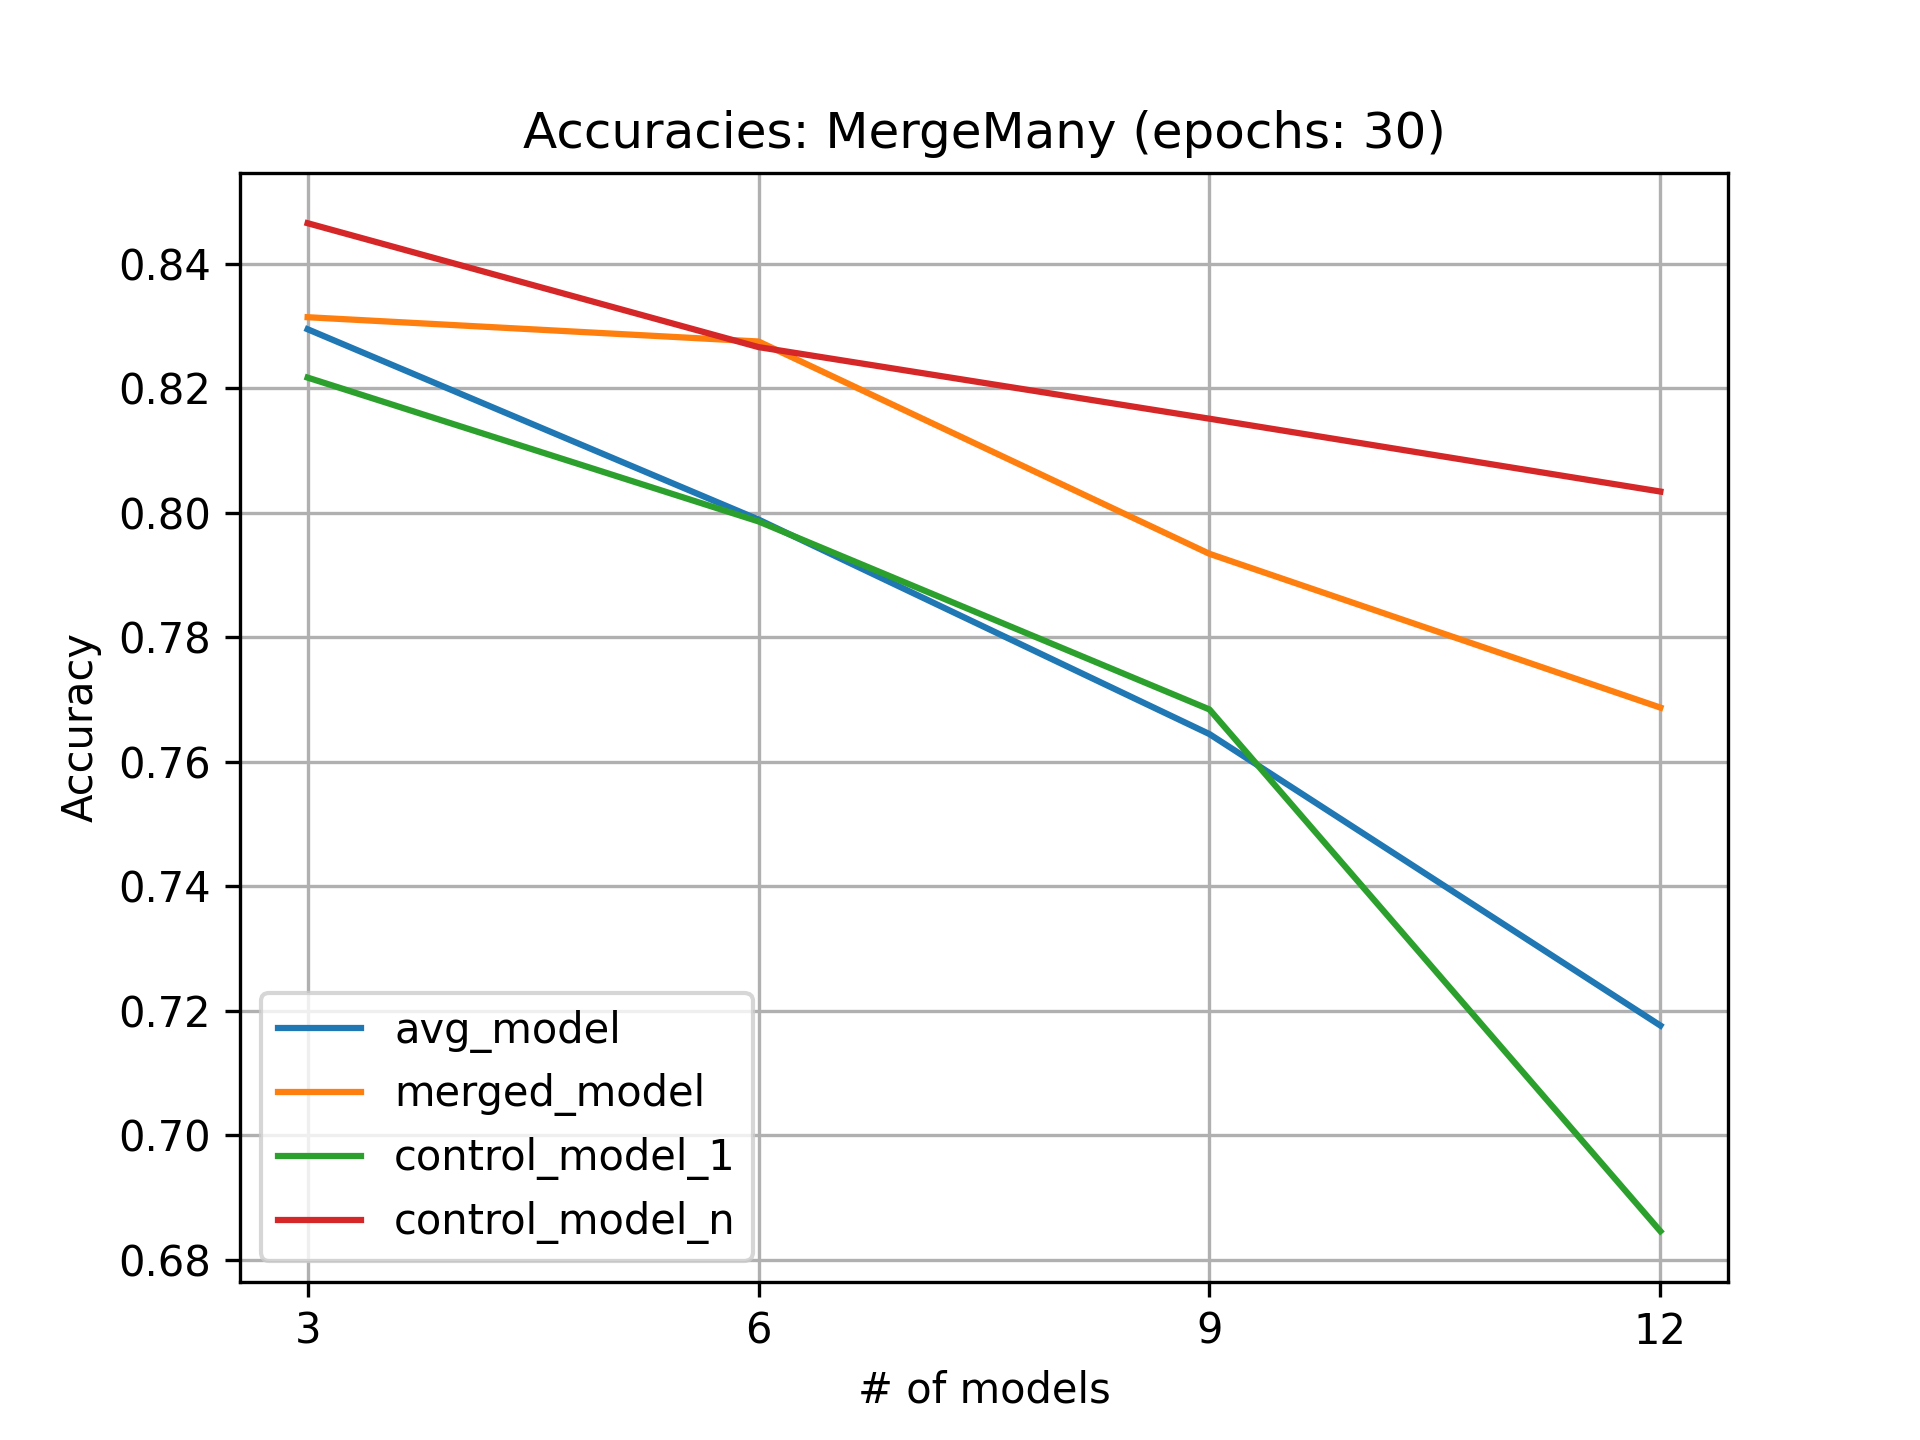 Accuracies: MergeMany (epochs: 30)
0.84
0.82
0.80
0.78
0.76
0.74
0.72
0.70
0.68
Accuracy
avg_model
merged_model
control_model_1
control_model_n
3 6 9 12
# of models